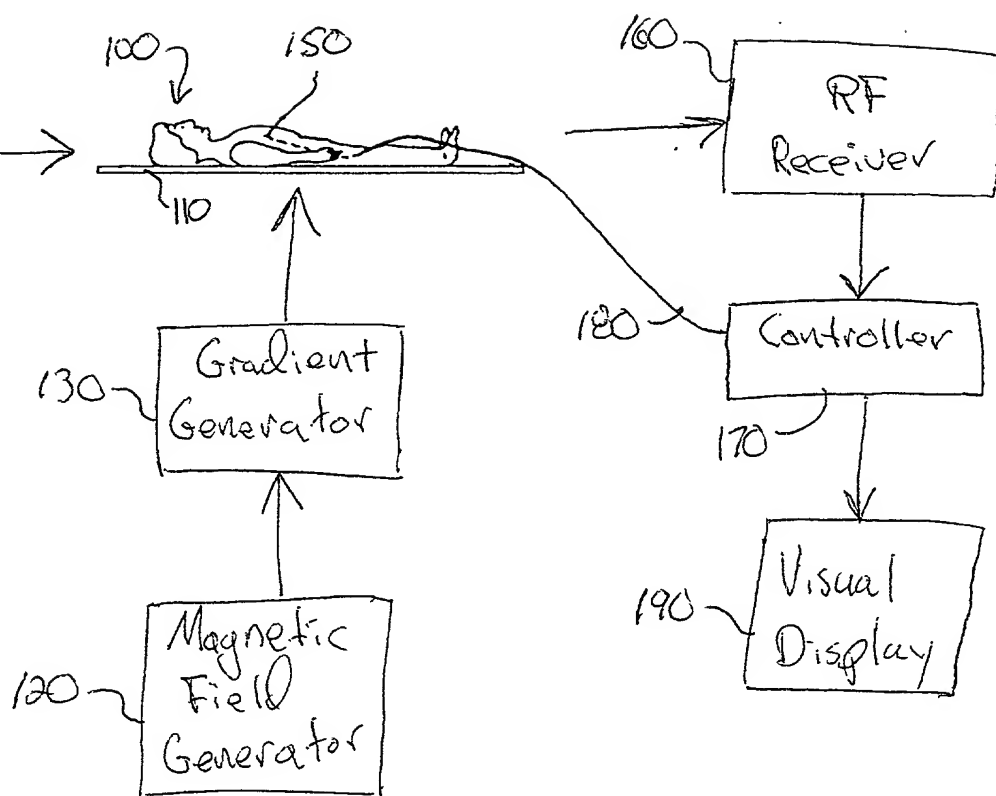 100
150
160
RF
Receiver
110
180
Controller
170
130
Gradient
Generator
190
Visual
Display
120
Magnetic
Field
Generator